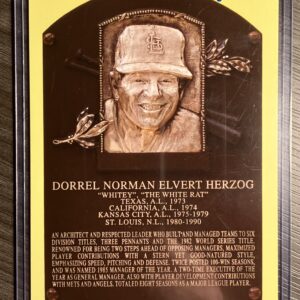 DORREL NORMAN ELVERT HERZOG
"WHITEY", "THE WHITE RAT"
TEXAS, A.L., 1973
CALIFORNIA, A.L., 1974
KANSAS CITY, A.L., 1975-1979
ST. LOUIS, N.L., 1980-1990
AN ARCHITECT AND RESPECTED LEADER WHO BUILT AND MANAGED TEAMS TO SIX
DIVISION TITLES, THREE PENNANTS AND THE 1982 WORLD SERIES TITLE.
RENOWNED FOR BEING TWO STEPS AHEAD OF OPPOSING MANAGERS, MAXIMIZED
PLAYER CONTRIBUTIONS WITH A STERN YET GOOD-NATURED STYLE,
EMPHASIZING SPEED, PITCHING AND DEFENSE. TWICE POSTED 100-WIN SEASONS,
AND WAS NAMED 1985 MANAGER OF THE YEAR. A TWO-TIME EXECUTIVE OF THE
YEAR AS GENERAL MANAGER. ALSO WITH PLAYER DEVELOPMENT CONTRIBUTIONS
WITH METS AND ANGELS. TOTALED EIGHT SEASONS AS A MAJOR LEAGUE PLAYER.